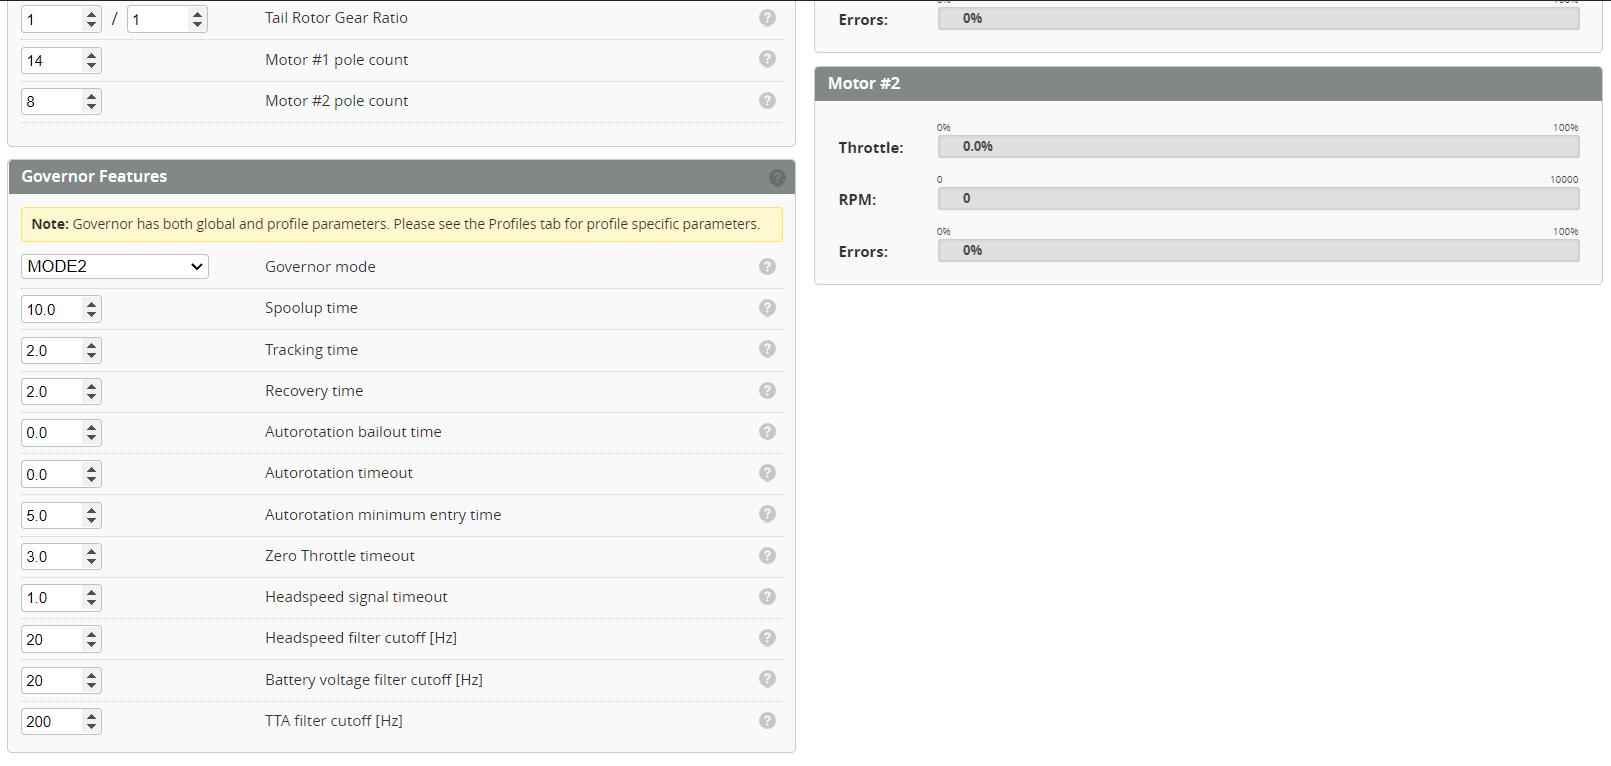 1 / 1 Tail Rotor Gear Ratio
14 Motor #1 pole count
8 Motor #2 pole count
Governor Features
Note: Governor has both global and profile parameters. Please see the Profiles tab for profile specific parameters.
MODE2 Governor mode
10.0 Spoolup time
2.0 Tracking time
2.0 Recovery time
0.0 Autorotation bailout time
0.0 Autorotation timeout
5.0 Autorotation minimum entry time
3.0 Zero Throttle timeout
1.0 Headspeed signal timeout
20 Headspeed filter cutoff [Hz]
20 Battery voltage filter cutoff [Hz]
200 TTA filter cutoff [Hz]
Errors: 0%
Motor #2
0% 100%
Throttle: 0.0%
0 10000
RPM: 0
0% 100%
Errors: 0%